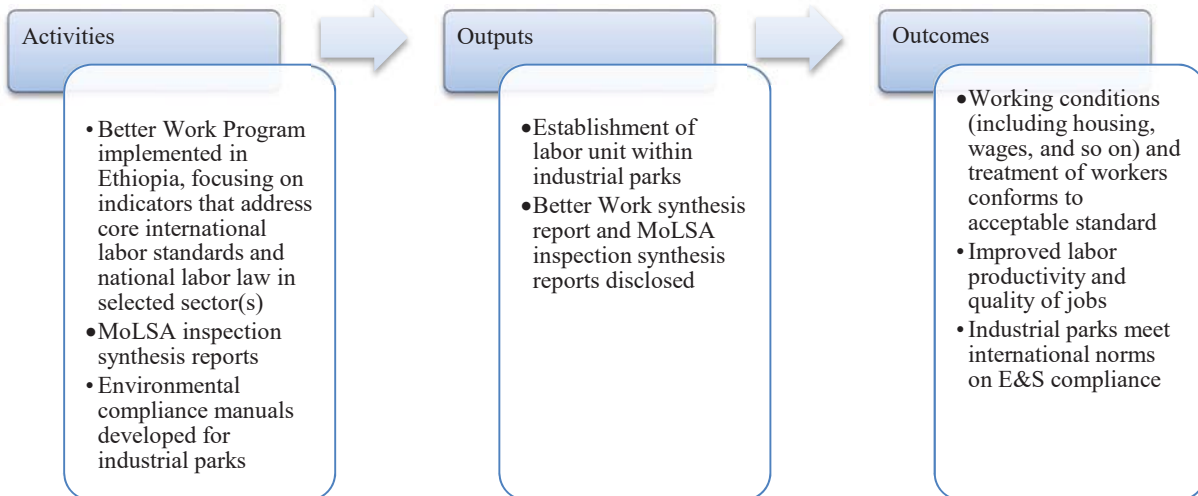 Activities
• Better Work Program
implemented in
Ethiopia, focusing on
indicators that address
core international
labor standards and
national labor law in
selected sector(s)
•MoLSA inspection
synthesis reports
• Environmental
compliance manuals
developed for
industrial parks
Outputs
•Establishment of
labor unit within
industrial parks
•Better Work synthesis
report and MoLSA
inspection synthesis
reports disclosed
Outcomes
•Working conditions
(including housing,
wages, and so on) and
treatment of workers
conforms to
acceptable standard
• Improved labor
productivity and
quality of jobs
• Industrial parks meet
international norms
on E&S compliance